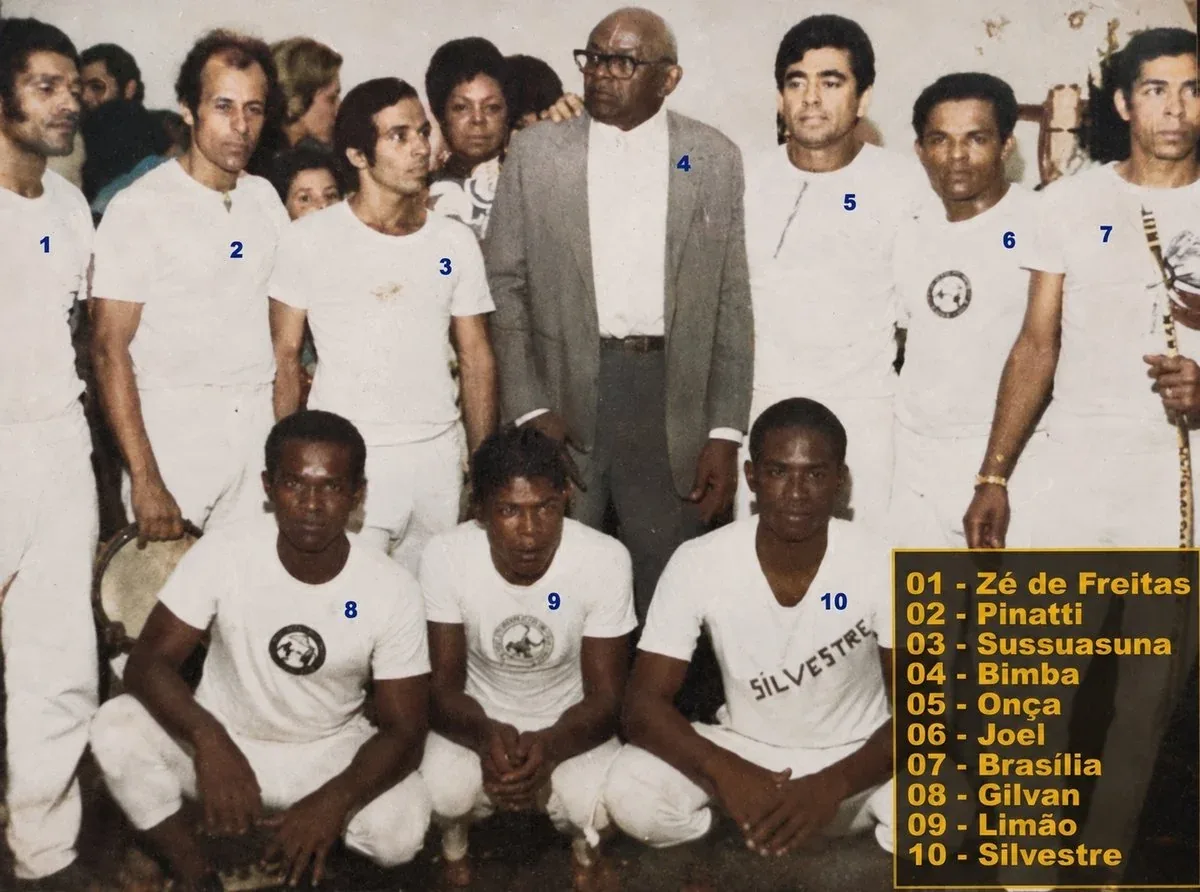 1
2
3
4
5
6
7
8
9
10
SÍLVESTRE
01 - Zé de Freitas
02 - Pinatti
03 - Sussuasuna
04 - Bimba
05 - Onça
06 - Joel
07 - Brasília
08 - Gilvan
09 - Limão
10 - Silvestre